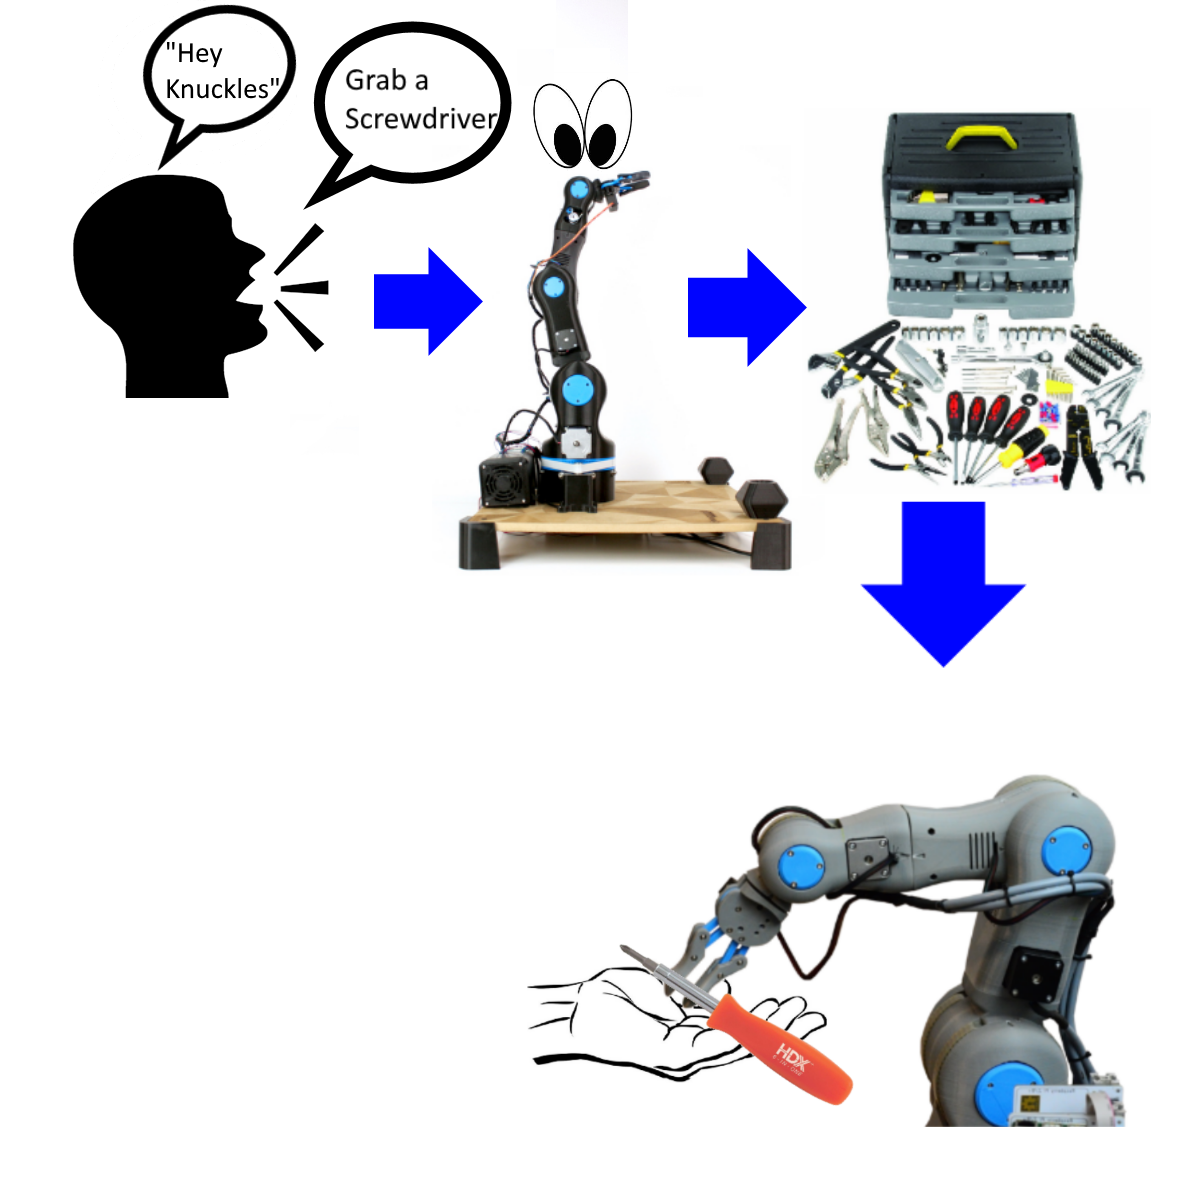 "Hey
Knuckles"
Grab a
Screwdriver
HDX